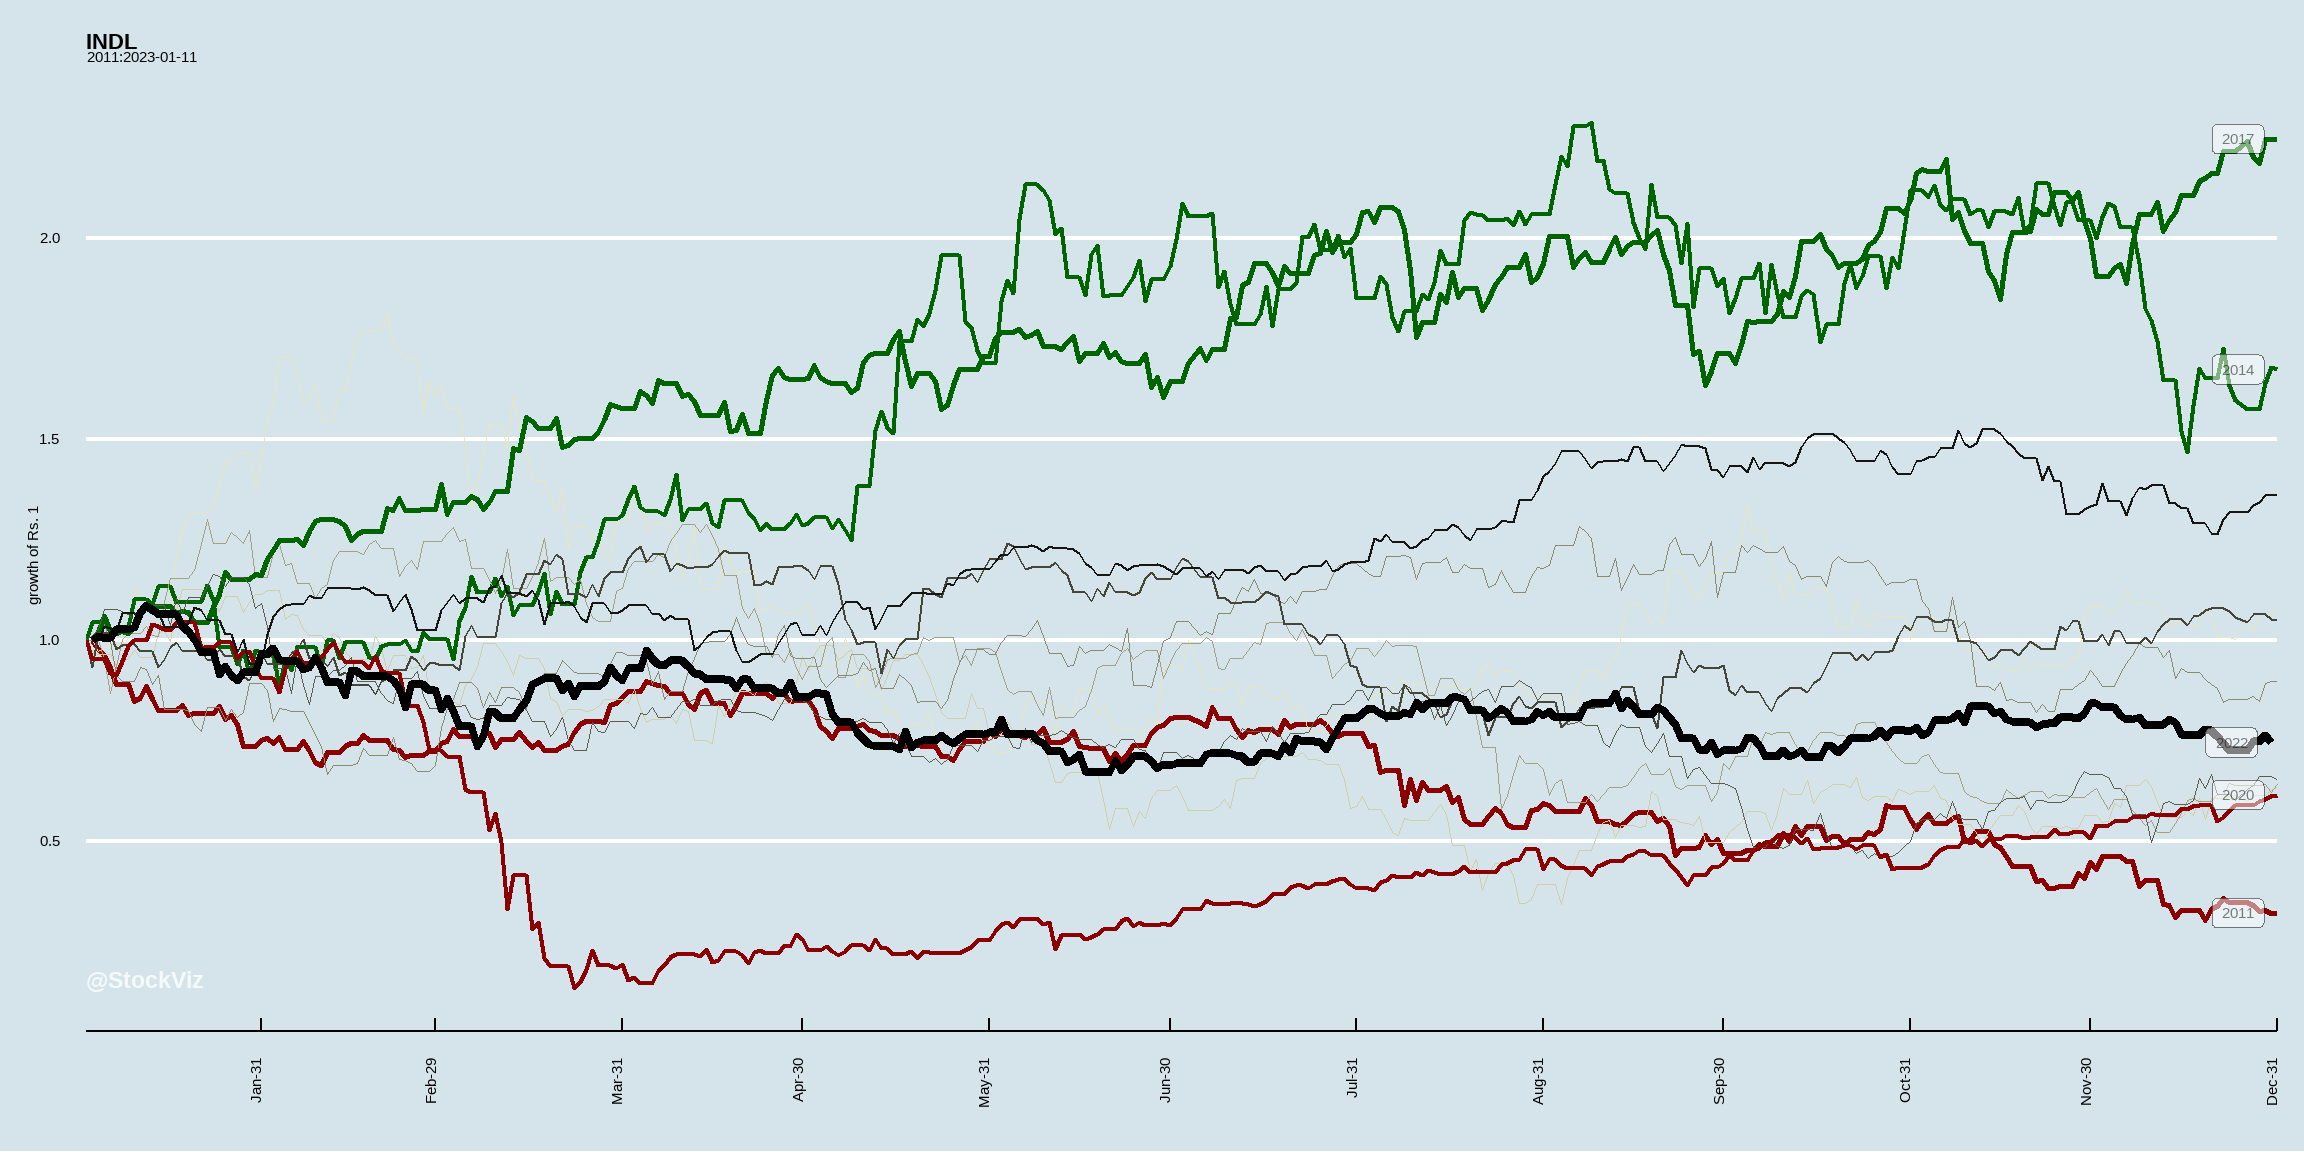 INDL
2011:2023-01-11
growth of Rs. 1
2.0
1.5
1.0
0.5
2017
2014
2022
2020
2011
@StockViz
Jan-31
Feb-29
Mar-31
Apr-30
May-31
Jun-30
Jul-31
Aug-31
Sep-30
Oct-31
Nov-30
Dec-31